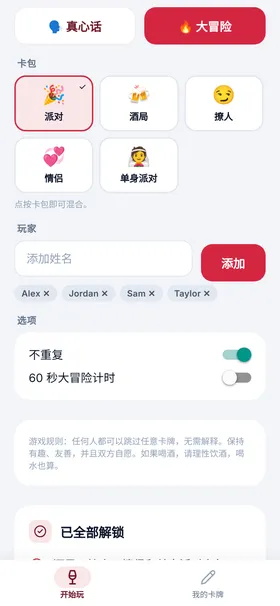 🗣️ 真心话
🔥 大冒险
卡包
派对
酒局
撩人
情侣
单身派对
点按卡包即可混合。
玩家
添加姓名
添加
Alex ✕
Jordan ✕
Sam ✕
Taylor ✕
选项
不重复
60 秒大冒险计时
游戏规则：任何人都可以跳过任意卡牌，无需解释。保持
有趣、友善，并且双方自愿。如果喝酒，请理性饮酒，喝
水也算。
已全部解锁
开始玩
我的卡牌